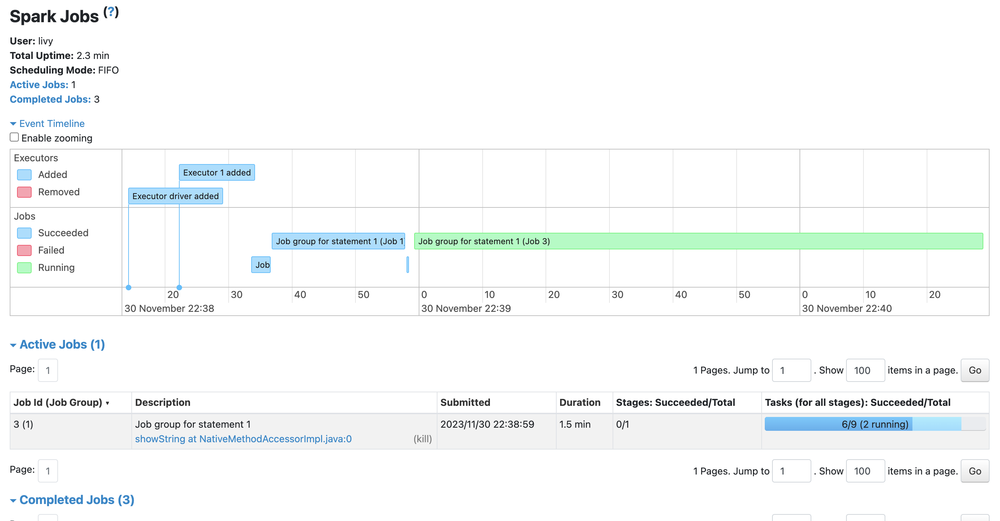 Spark Jobs (?)
User: livy
Total Uptime: 2.3 min
Scheduling Mode: FIFO
Active Jobs: 1
Completed Jobs: 3
Event Timeline
Enable zooming
Executors
Added
Removed
Executor 1 added
Executor driver added
Jobs
Succeeded
Failed
Running
Job group for statement 1 (Job 1)
Job group for statement 1 (Job 3)
Job
20 30 40 50 0 10 20 30 40 50 0 10 20
30 November 22:38 30 November 22:39 30 November 22:40
Active Jobs (1)
Page: 1 1 Pages. Jump to 1 . Show 100 items in a page. Go
Job Id (Job Group) ▾ Description Submitted Duration Stages: Succeeded/Total Tasks (for all stages): Succeeded/Total
3 (1) Job group for statement 1 2023/11/30 22:38:59 1.5 min 0/1 6/9 (2 running)
showString at NativeMethodAccessorImpl.java:0 (kill)
Page: 1 1 Pages. Jump to 1 . Show 100 items in a page. Go
Completed Jobs (3)